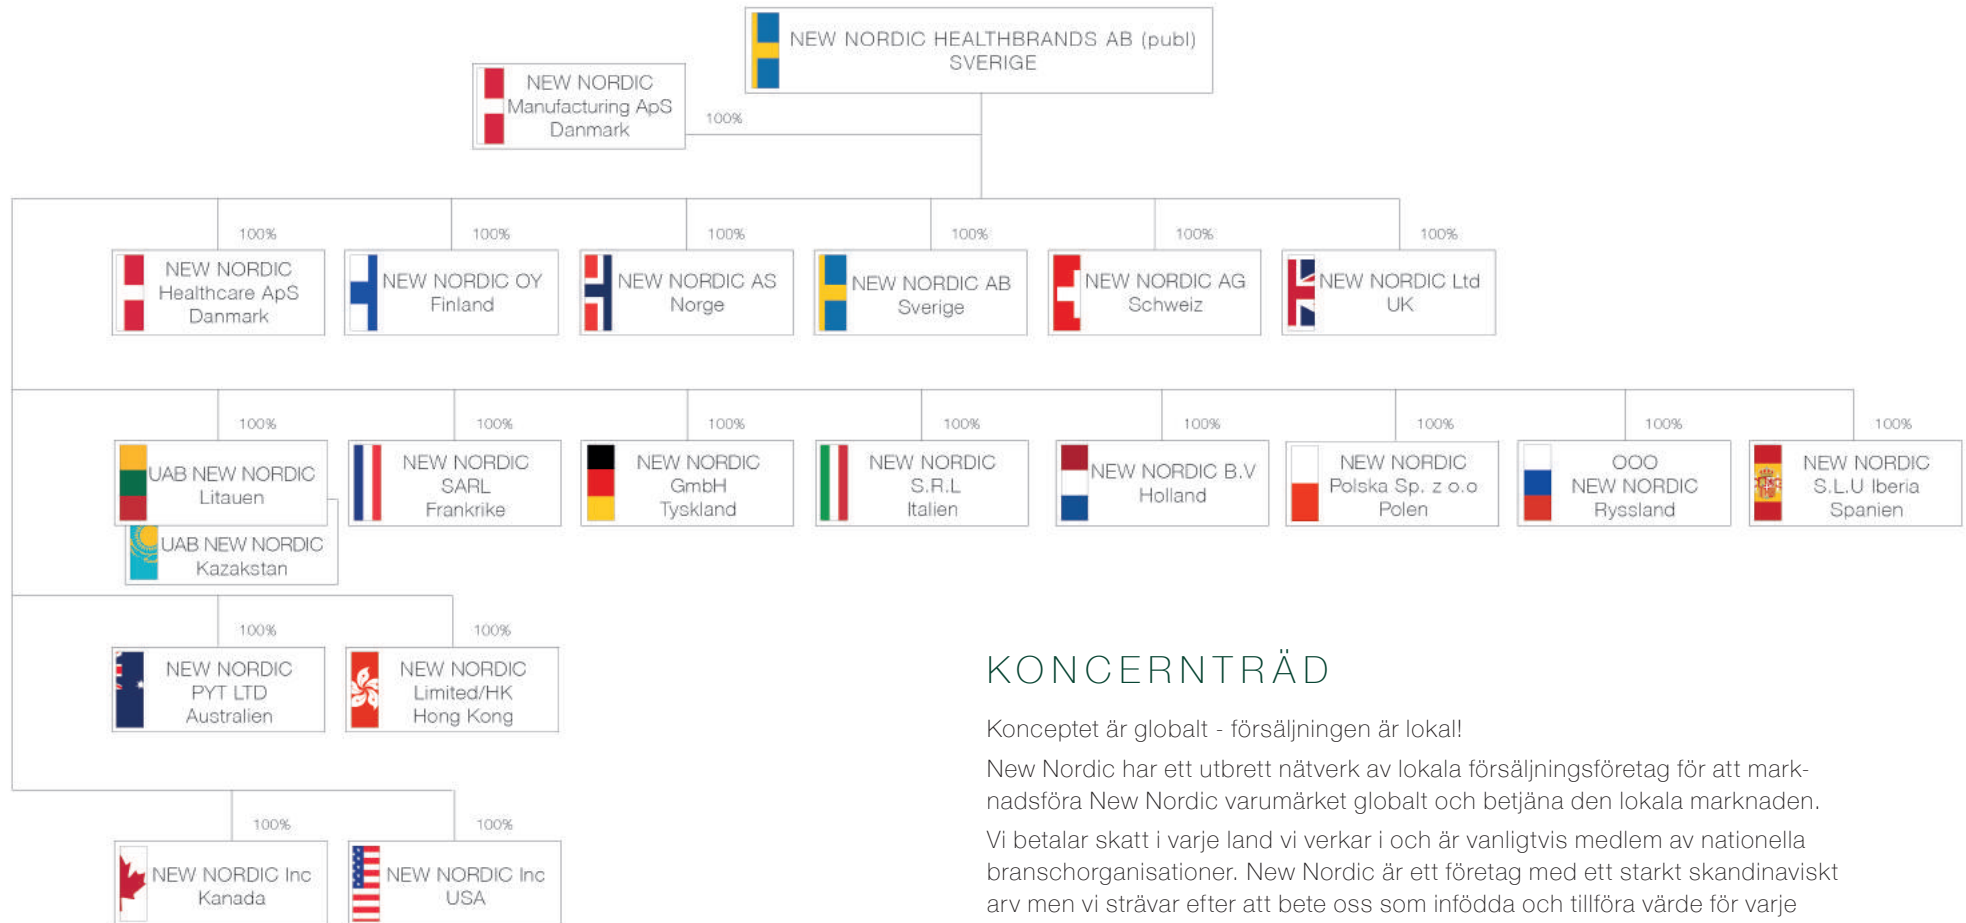 NEW NORDIC HEALTHBRANDS AB (publ)
SVERIGE
NEW NORDIC
Manufacturing ApS
Danmark
100%
100%
100%
100%
100%
100%
100%
NEW NORDIC
Healthcare ApS
Danmark
NEW NORDIC OY
Finland
NEW NORDIC AS
Norge
NEW NORDIC AB
Sverige
NEW NORDIC AG
Schweiz
NEW NORDIC Ltd
UK
100%
100%
100%
100%
100%
100%
100%
100%
UAB NEW NORDIC
Litauen
NEW NORDIC
SARL
Frankrike
NEW NORDIC
GmbH
Tyskland
NEW NORDIC
S.R.L
Italien
NEW NORDIC B.V
Holland
NEW NORDIC
Polska Sp. z o.o
Polen
OOO
NEW NORDIC
Ryssland
NEW NORDIC
S.L.U Iberia
Spanien
UAB NEW NORDIC
Kazakstan
100%
100%
NEW NORDIC
PYT LTD
Australien
NEW NORDIC
Limited/HK
Hong Kong
100%
100%
NEW NORDIC Inc
Kanada
NEW NORDIC Inc
USA
KONCERNTRÄD
Konceptet är globalt - försäljningen är lokal!
New Nordic har ett utbrett nätverk av lokala försäljningsföretag för att mark-
nadsföra New Nordic varumärket globalt och betjäna den lokala marknaden.
Vi betalar skatt i varje land vi verkar i och är vanligtvis medlem av nationella
branschorganisationer. New Nordic är ett företag med ett starkt skandinaviskt
arv men vi strävar efter att bete oss som infödda och tillföra värde för varje